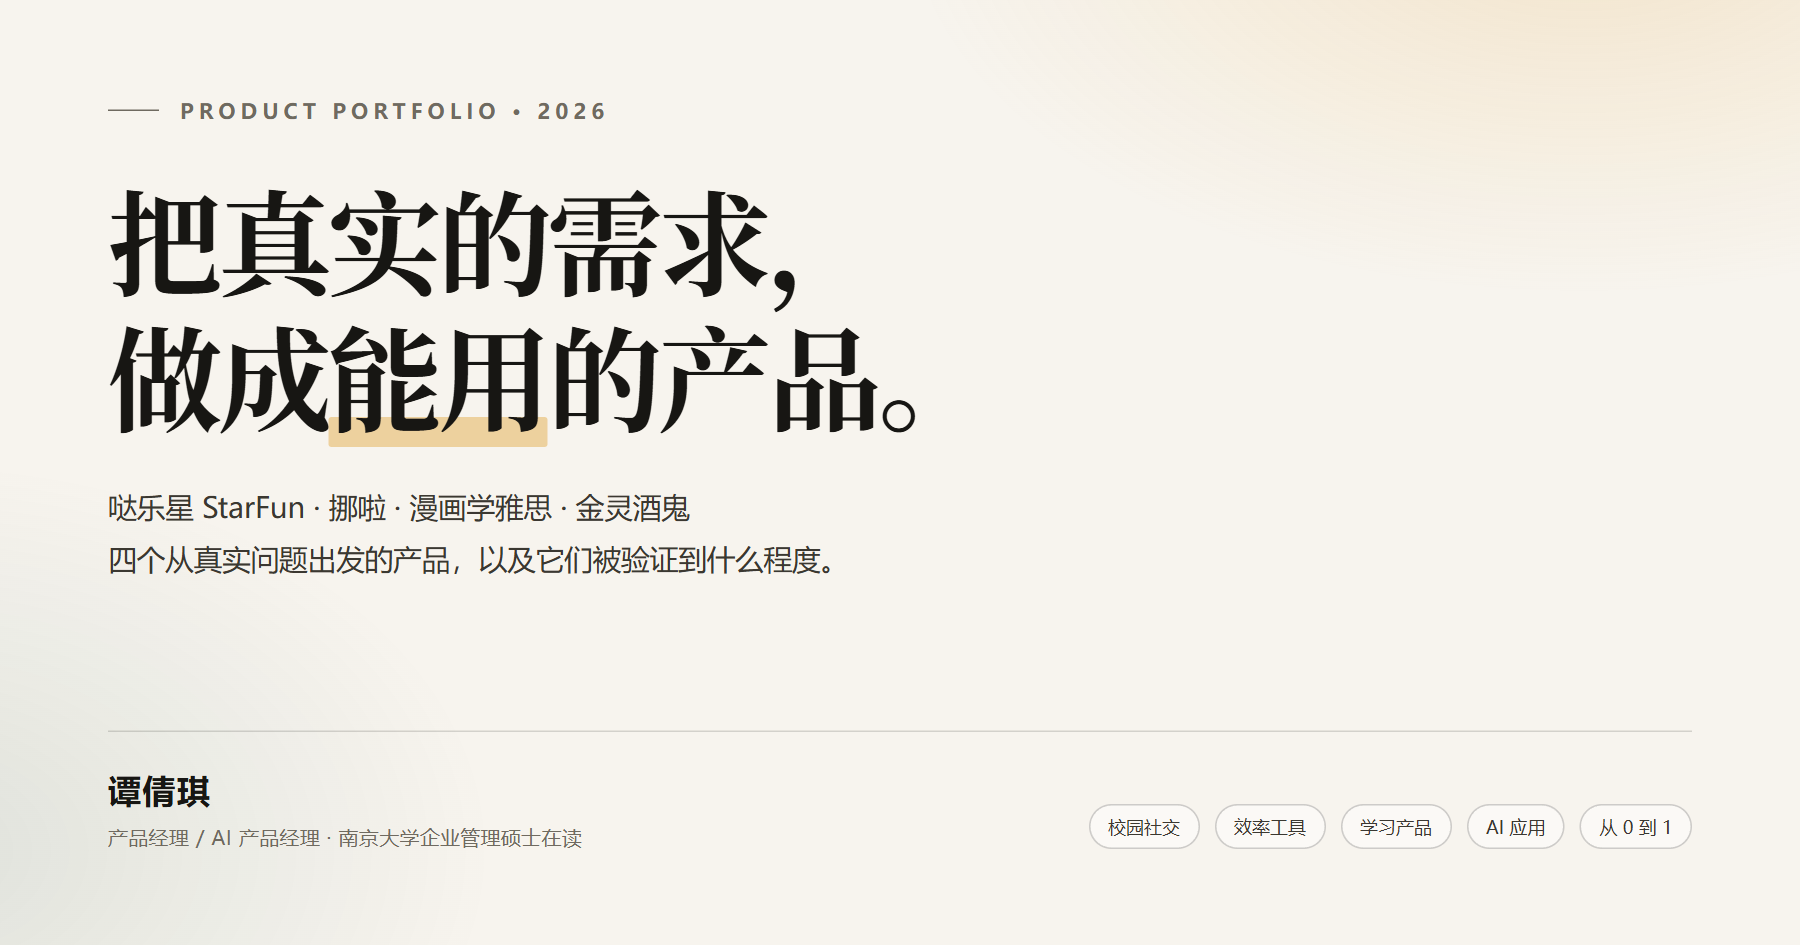 PRODUCT PORTFOLIO • 2026
把真实的需求，
做成能用的产品。
哒乐星 StarFun · 挪啦 · 漫画学雅思 · 金灵酒鬼
四个从真实问题出发的产品，以及它们被验证到什么程度。
谭倩琪
产品经理 / AI 产品经理 · 南京大学企业管理硕士在读
校园社交
效率工具
学习产品
AI 应用
从 0 到 1